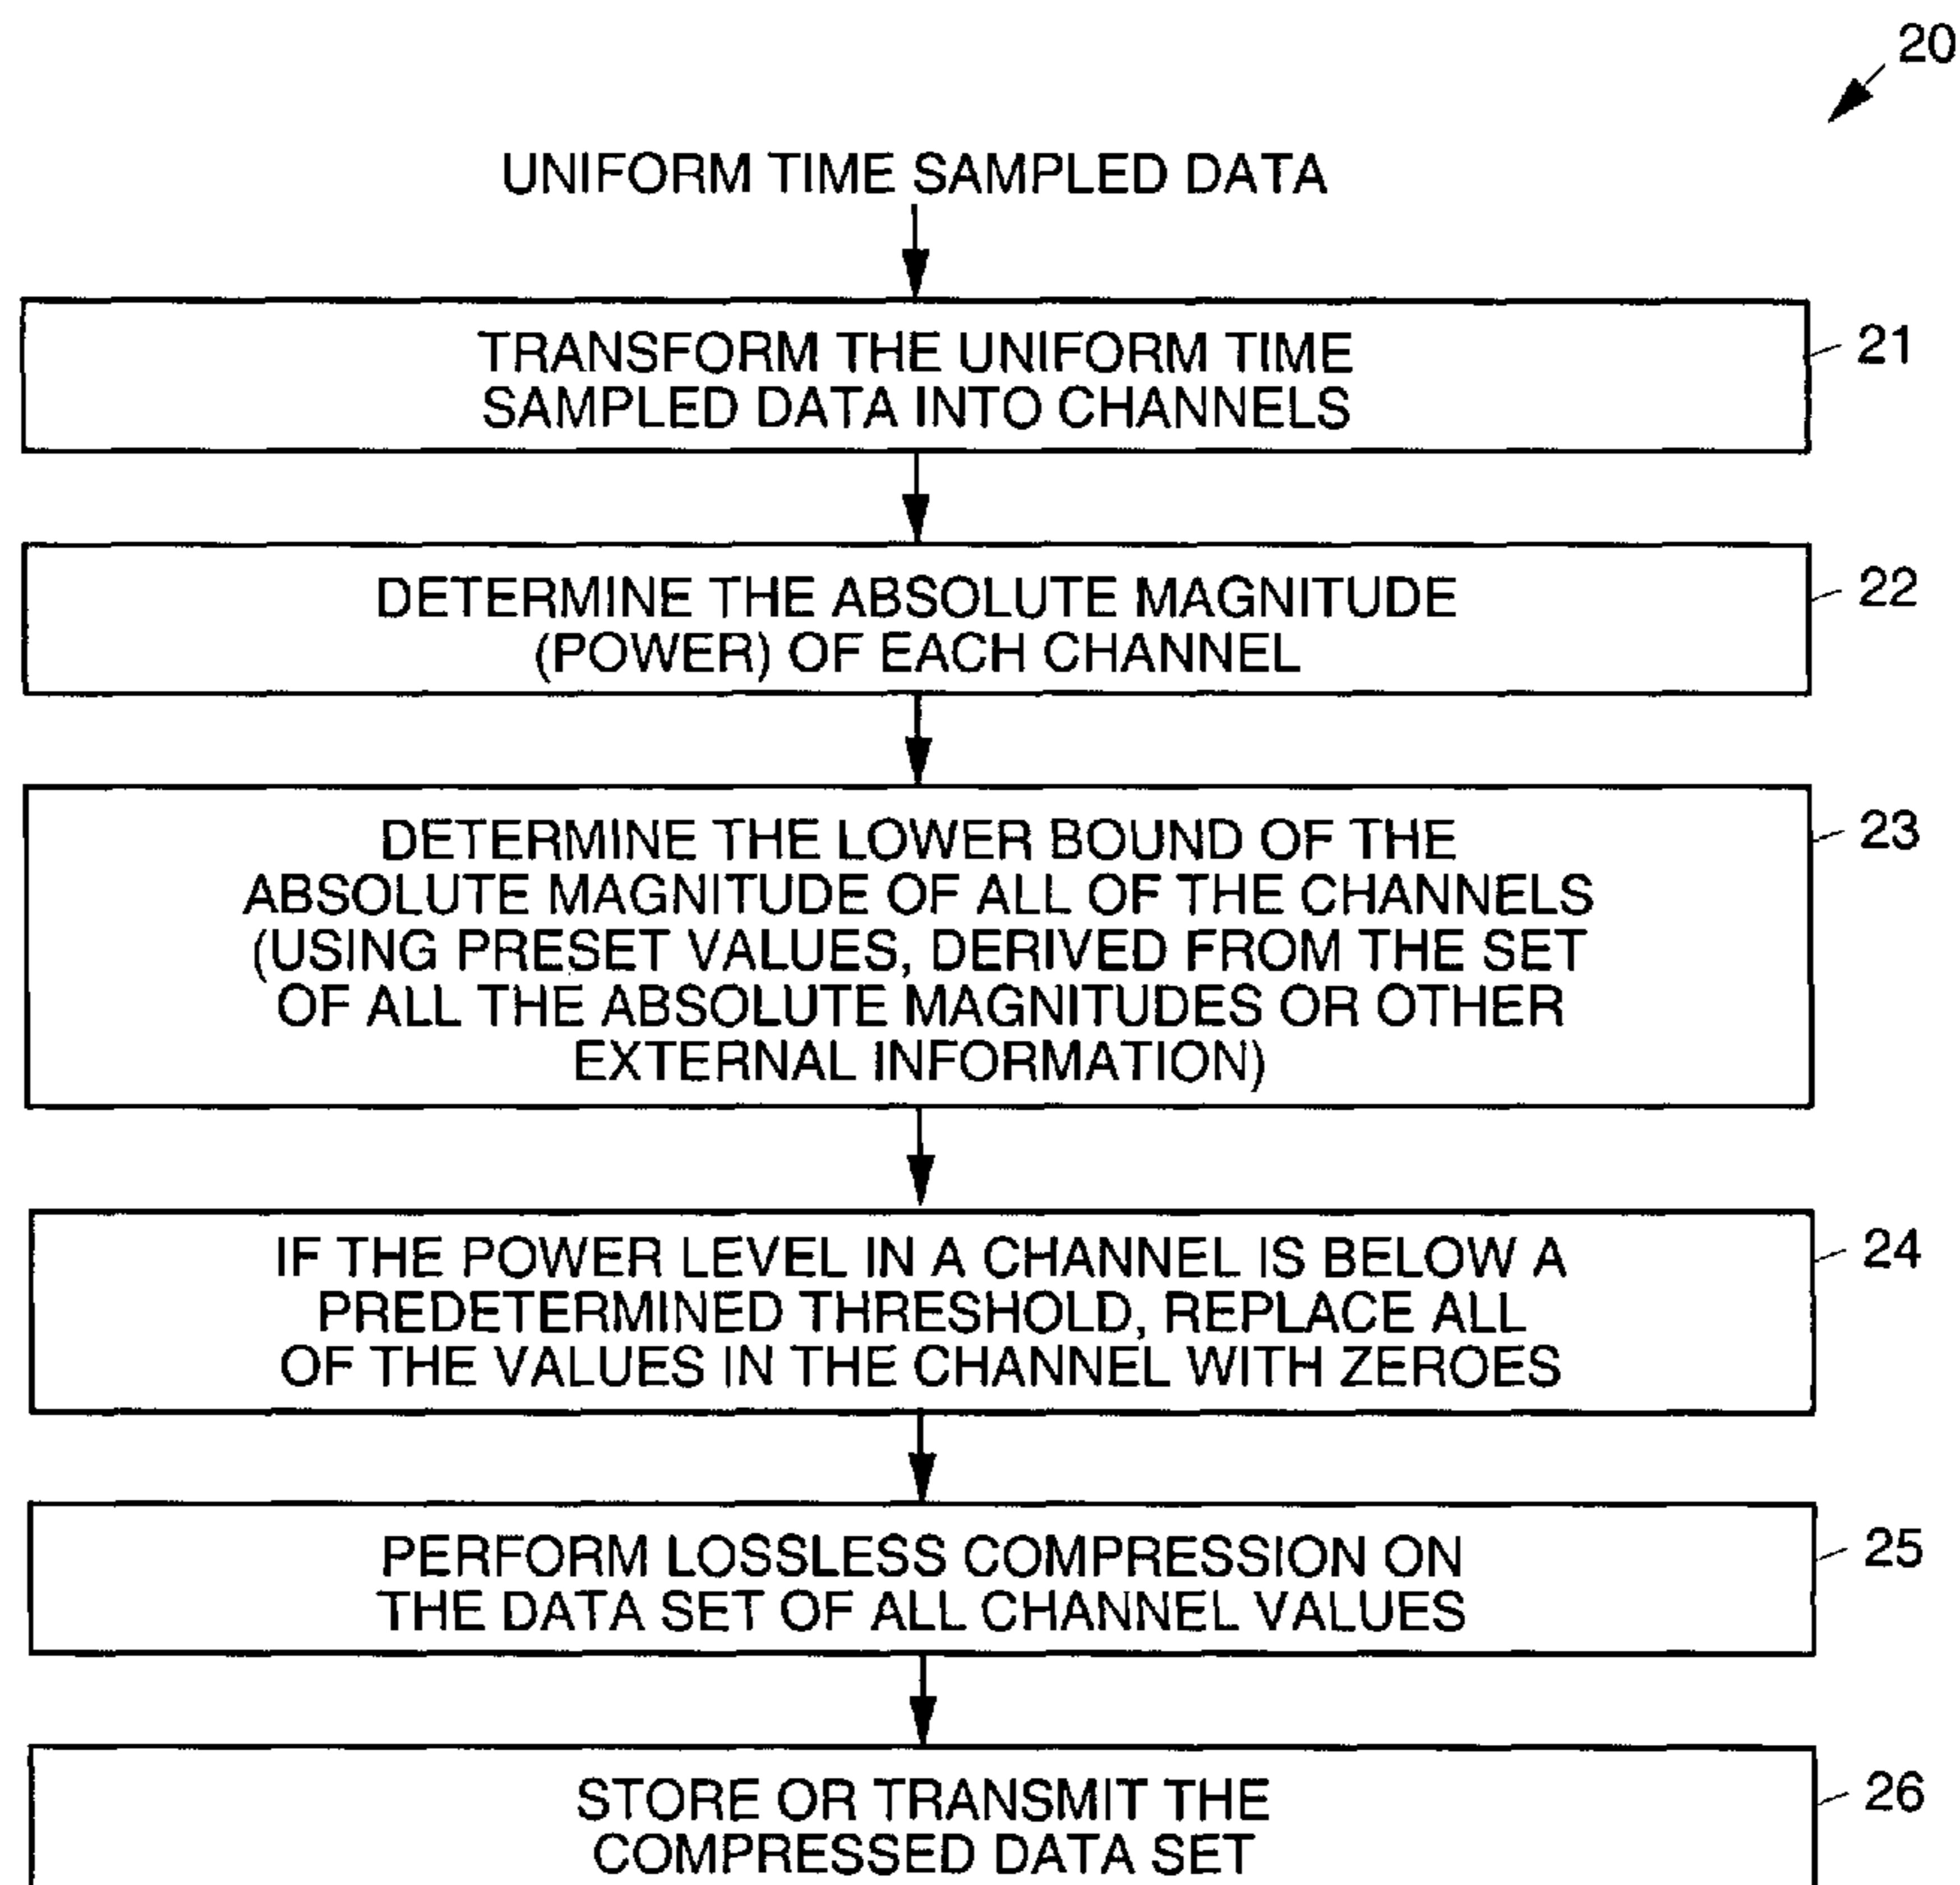 20
UNIFORM TIME SAMPLED DATA
TRANSFORM THE UNIFORM TIME
SAMPLED DATA INTO CHANNELS
21
DETERMINE THE ABSOLUTE MAGNITUDE
(POWER) OF EACH CHANNEL
22
DETERMINE THE LOWER BOUND OF THE
ABSOLUTE MAGNITUDE OF ALL OF THE CHANNELS
(USING PRESET VALUES, DERIVED FROM THE SET
OF ALL THE ABSOLUTE MAGNITUDES OR OTHER
EXTERNAL INFORMATION)
23
IF THE POWER LEVEL IN A CHANNEL IS BELOW A
PREDETERMINED THRESHOLD, REPLACE ALL
OF THE VALUES IN THE CHANNEL WITH ZEROES
24
PERFORM LOSSLESS COMPRESSION ON
THE DATA SET OF ALL CHANNEL VALUES
25
STORE OR TRANSMIT THE
COMPRESSED DATA SET
26